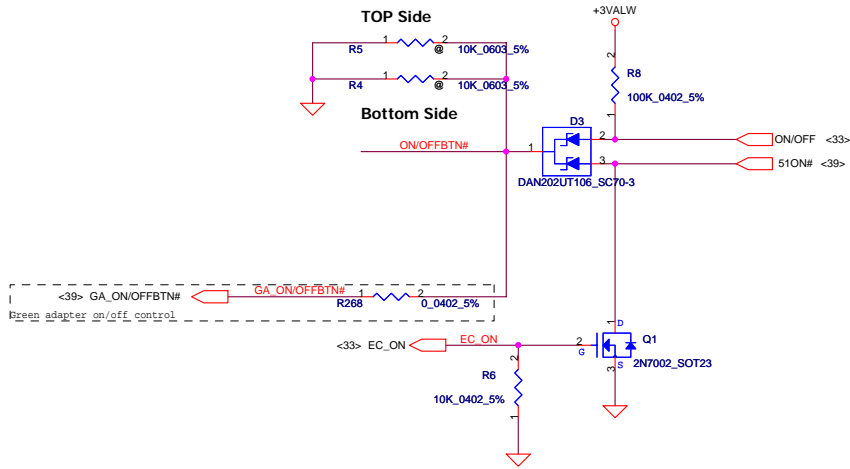 TOP Side
+3VALW
1 2
R5 @ 10K_0603_5%
1 2
R4 @ 10K_0603_5%
2
R8
100K_0402_5%
1
Bottom Side
D3
ON/OFFBTN#
1
2
3
ON/OFF <33>
51ON# <39>
DAN202UT106_SC70-3
<39> GA_ON/OFFBTN#
GA_ON/OFFBTN#
1 2
R268 0_0402_5%
Green adapter on/off control
<33> EC_ON
EC_ON
2
G
1
D
Q1
2N7002_SOT23
3
S
2
R6
10K_0402_5%
1